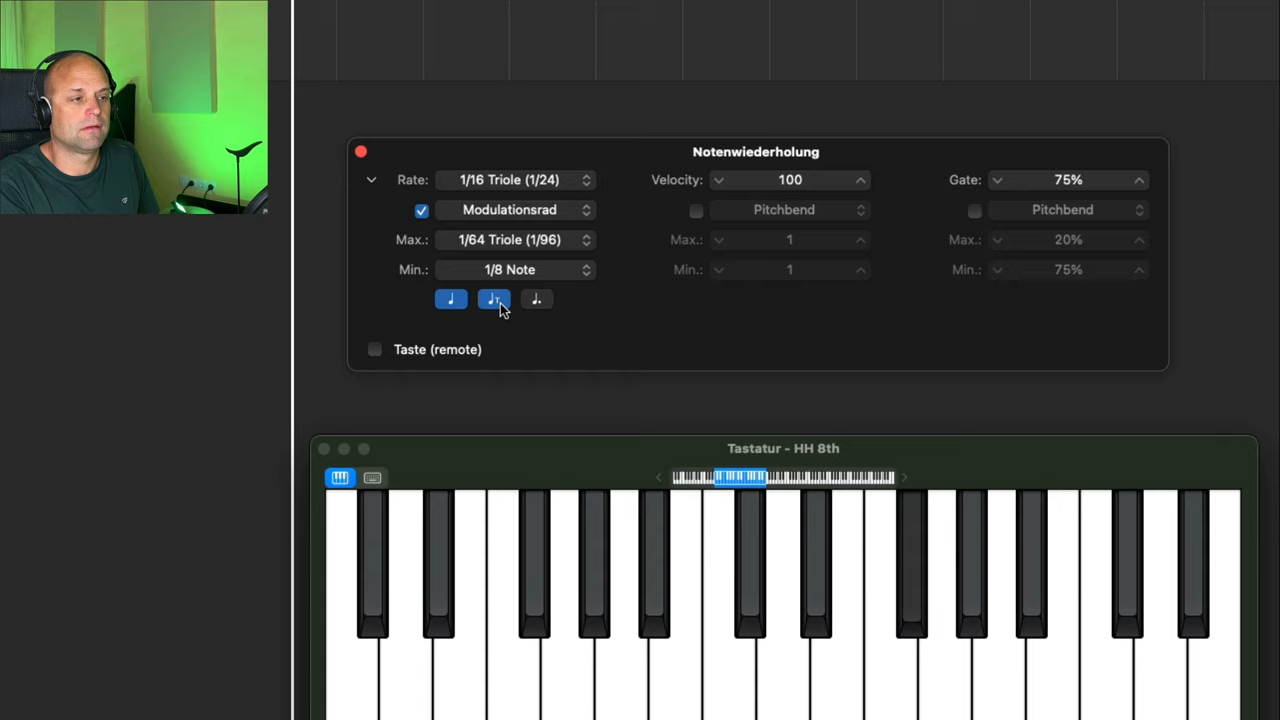 Notenwiederholung
Rate: 1/16 Triole (1/24) Velocity: 100 Gate: 75%
Modulationsrad Pitchbend Pitchbend
Max.: 1/64 Triole (1/96) Max.: 1 Max.: 20%
Min.: 1/8 Note Min.: 1 Min.: 75%
Taste (remote)
Tastatur - HH 8th